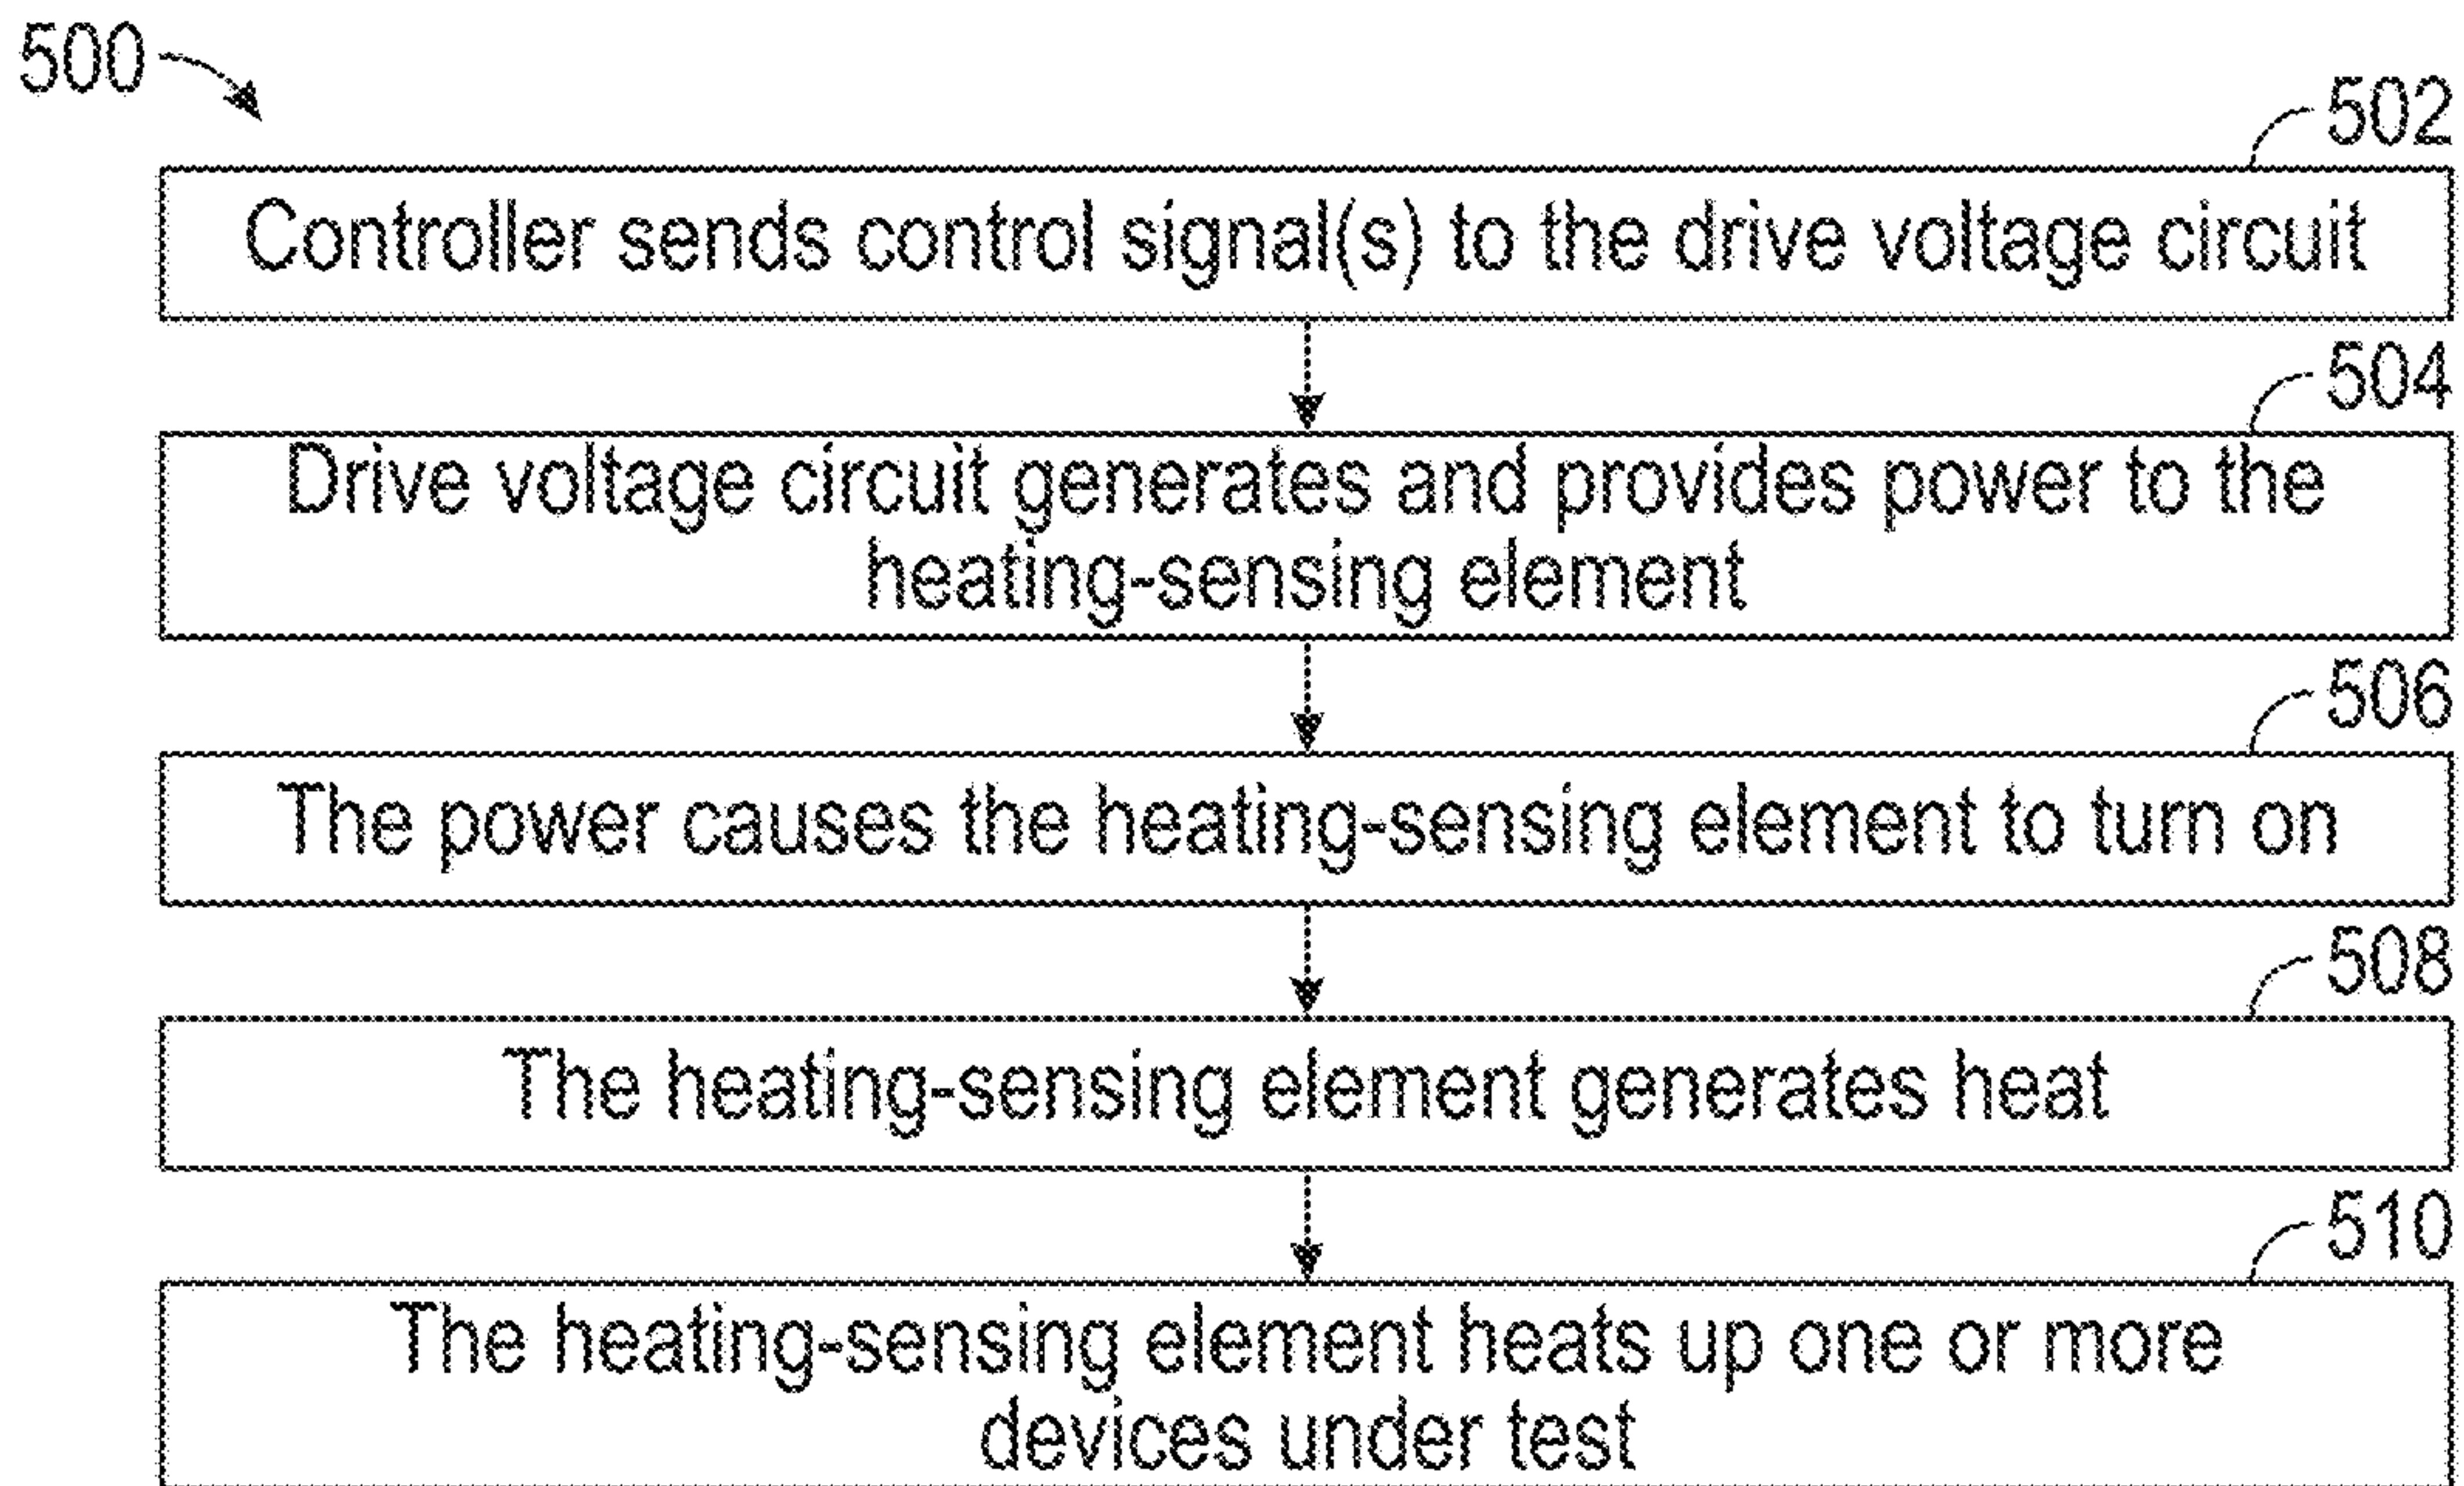 500
502
Controller sends control signal(s) to the drive voltage circuit
504
Drive voltage circuit generates and provides power to the
heating-sensing element
506
The power causes the heating-sensing element to turn on
508
The heating-sensing element generates heat
510
The heating-sensing element heats up one or more
devices under test